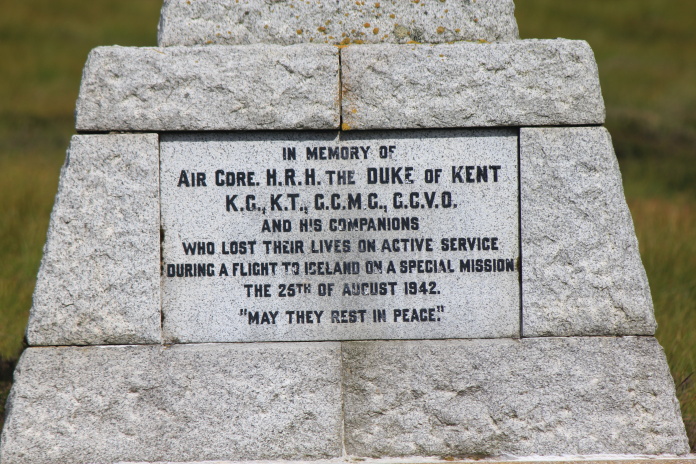 IN MEMORY OF
AIR CDRE. H.R.H. THE DUKE OF KENT
K.G., K.T., G.C.M.G., G.C.V.O.
AND HIS COMPANIONS
WHO LOST THEIR LIVES ON ACTIVE SERVICE
DURING A FLIGHT TO ICELAND ON A SPECIAL MISSION
THE 25TH OF AUGUST 1942.
"MAY THEY REST IN PEACE."